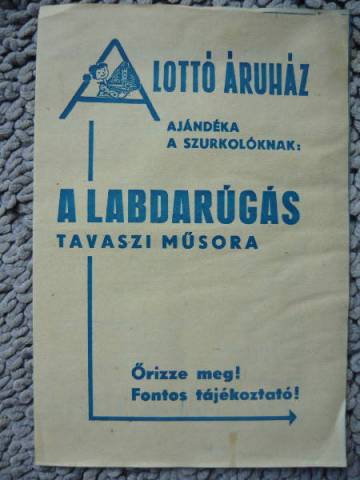 A LOTTÓ ÁRUHÁZ
AJÁNDÉKA
A SZURKOLÓKNAK:
A LABDARÚGÁS
TAVASZI MŰSORA
Őrizze meg!
Fontos tájékoztató!